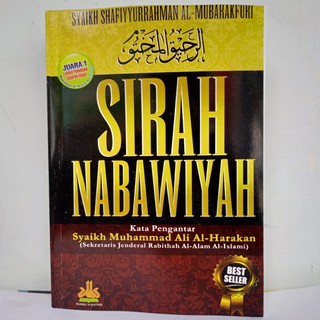 SYAIKH SHAFIYYURRAHMAN AL-MUBARAKFURI
الرحيق المختوم
JUARA 1
SIRAH
NABAWIYAH
Kata Pengantar
Syaikh Muhammad Ali Al-Harakan
(Sekretaris Jenderal Rabithah Al-Alam Al-Islami)
BEST
SELLER